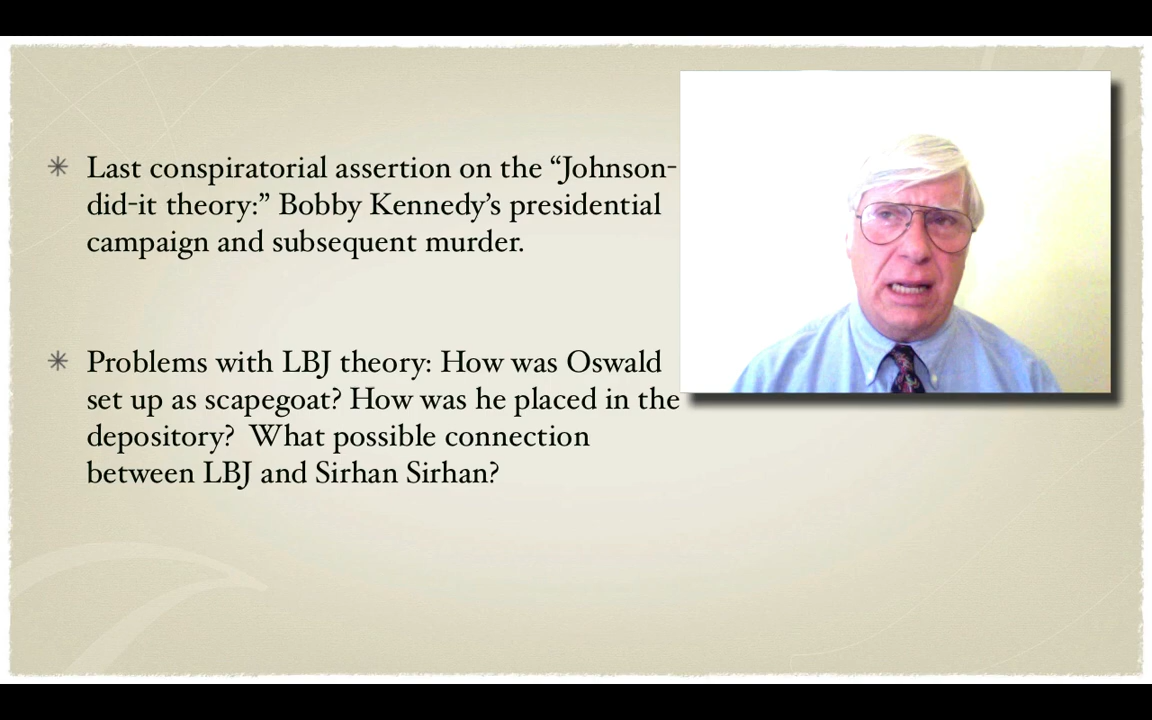 Last conspiratorial assertion on the “Johnson-
did-it theory:” Bobby Kennedy’s presidential
campaign and subsequent murder.
Problems with LBJ theory: How was Oswald
set up as scapegoat? How was he placed in the
depository?  What possible connection
between LBJ and Sirhan Sirhan?